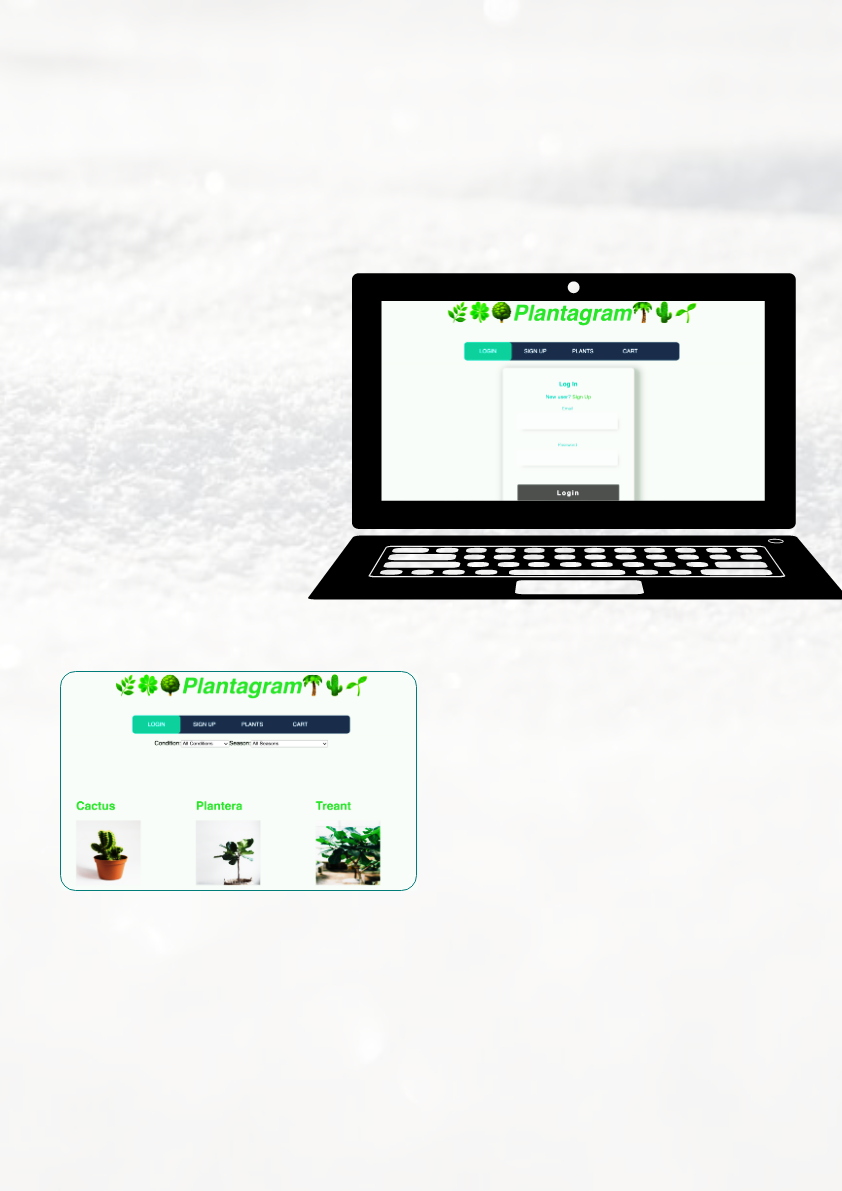 🌿🍀🌳Plantagram🌴🌵🌱
LOGIN SIGN UP PLANTS CART
Log In
New user? Sign Up
Email
Password
Login
🌿🍀🌳Plantagram🌴🌵🌱
LOGIN SIGN UP PLANTS CART
Condition: All Conditions Season: All Seasons
Cactus Plantera Treant